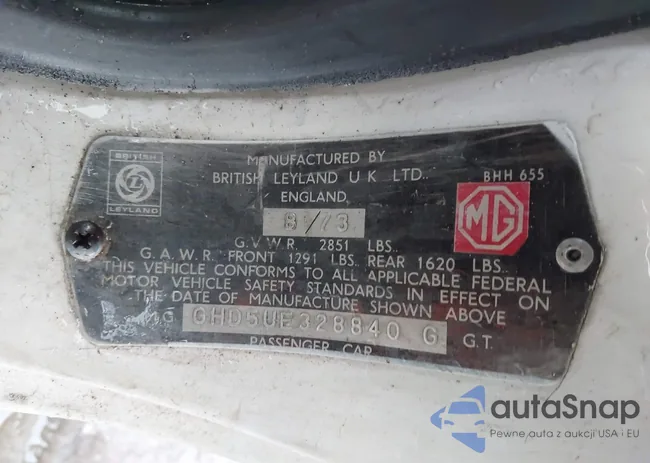 BRITISH
LEYLAND
MANUFACTURED BY
BRITISH LEYLAND U K LTD..
ENGLAND,
BHH 655
MG
8/73
G.V.W.R. 2851 LBS..
G.A.W.R. FRONT 1291 LBS. REAR 1620 LBS..
THIS VEHICLE CONFORMS TO ALL APPLICABLE FEDERAL
MOTOR VEHICLE SAFETY STANDARDS IN EFFECT ON
THE DATE OF MANUFACTURE SHOWN ABOVE
GHD5UE328840 G G.T.
PASSENGER CAR
autaSnap
Pewne auta z aukcji USA i EU